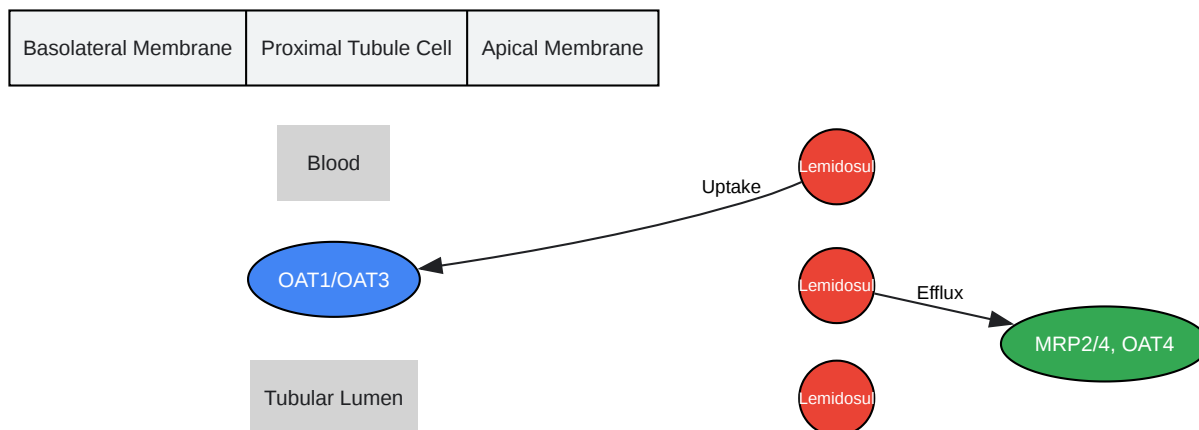 Basolateral Membrane
Proximal Tubule Cell
Apical Membrane
Blood
Lemidosul
Uptake
OAT1/OAT3
Lemidosul
Efflux
MRP2/4, OAT4
Tubular Lumen
Lemidosul